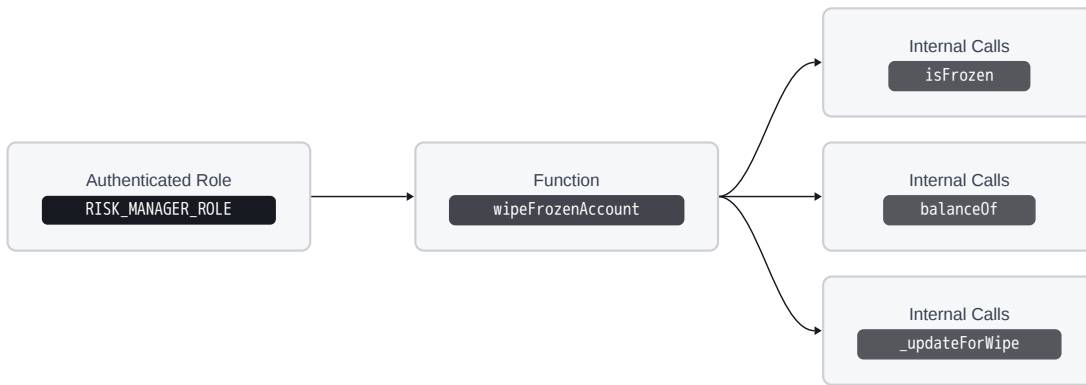 Authenticated Role
RISK_MANAGER_ROLE
Function
wipeFrozenAccount
Internal Calls
isFrozen
Internal Calls
balanceOf
Internal Calls
_updateForWipe